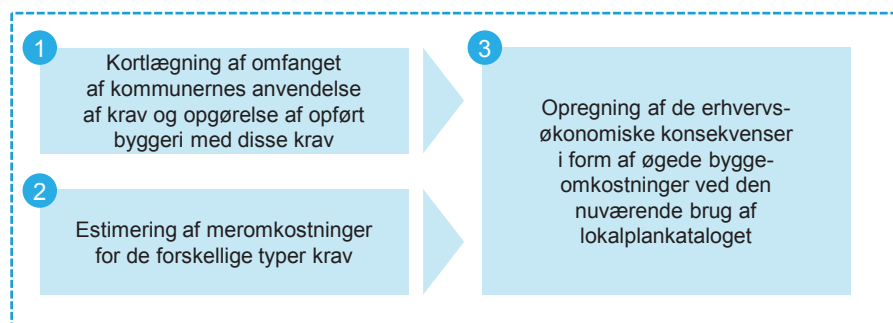 1
Kortlægning af omfanget
af kommunernes anvendelse
af krav og opgørelse af opført
byggeri med disse krav
2
Estimering af meromkostninger
for de forskellige typer krav
3
Opregning af de erhvervs-
økonomiske konsekvenser
i form af øgede bygge-
omkostninger ved den
nuværende brug af
lokalplankataloget